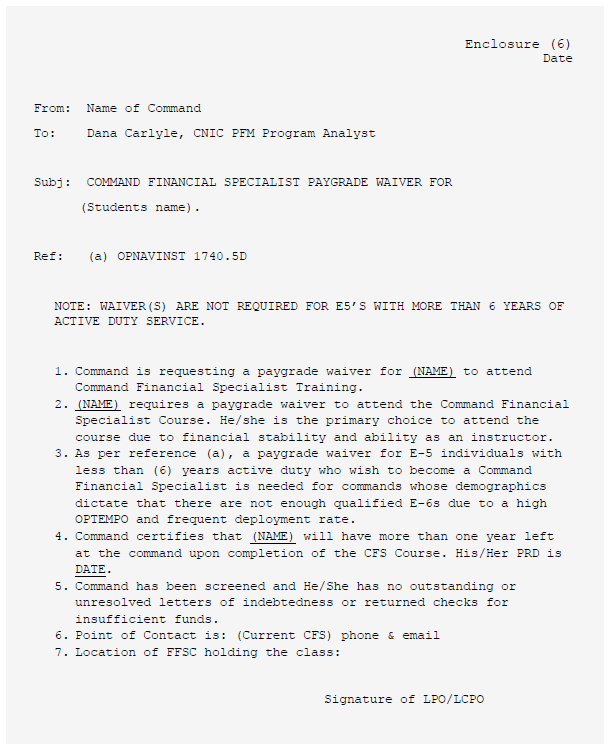 Enclosure (6)
Date
From: Name of Command
To: Dana Carlyle, CNIC PFM Program Analyst
Subj: COMMAND FINANCIAL SPECIALIST PAYGRADE WAIVER FOR
(Students name).
Ref: (a) OPNAVINST 1740.5D
NOTE: WAIVER(S) ARE NOT REQUIRED FOR E5'S WITH MORE THAN 6 YEARS OF
ACTIVE DUTY SERVICE.
1. Command is requesting a paygrade waiver for (NAME) to attend
Command Financial Specialist Training.
2. (NAME) requires a paygrade waiver to attend the Command Financial
Specialist Course. He/she is the primary choice to attend the
course due to financial stability and ability as an instructor.
3. As per reference (a), a paygrade waiver for E-5 individuals with
less than (6) years active duty who wish to become a Command
Financial Specialist is needed for commands whose demographics
dictate that there are not enough qualified E-6s due to a high
OPTEMPO and frequent deployment rate.
4. Command certifies that (NAME) will have more than one year left
at the command upon completion of the CFS Course. His/Her PRD is
DATE.
5. Command has been screened and He/She has no outstanding or
unresolved letters of indebtedness or returned checks for
insufficient funds.
6. Point of Contact is: (Current CFS) phone & email
7. Location of FFSC holding the class:
Signature of LPO/LCPO